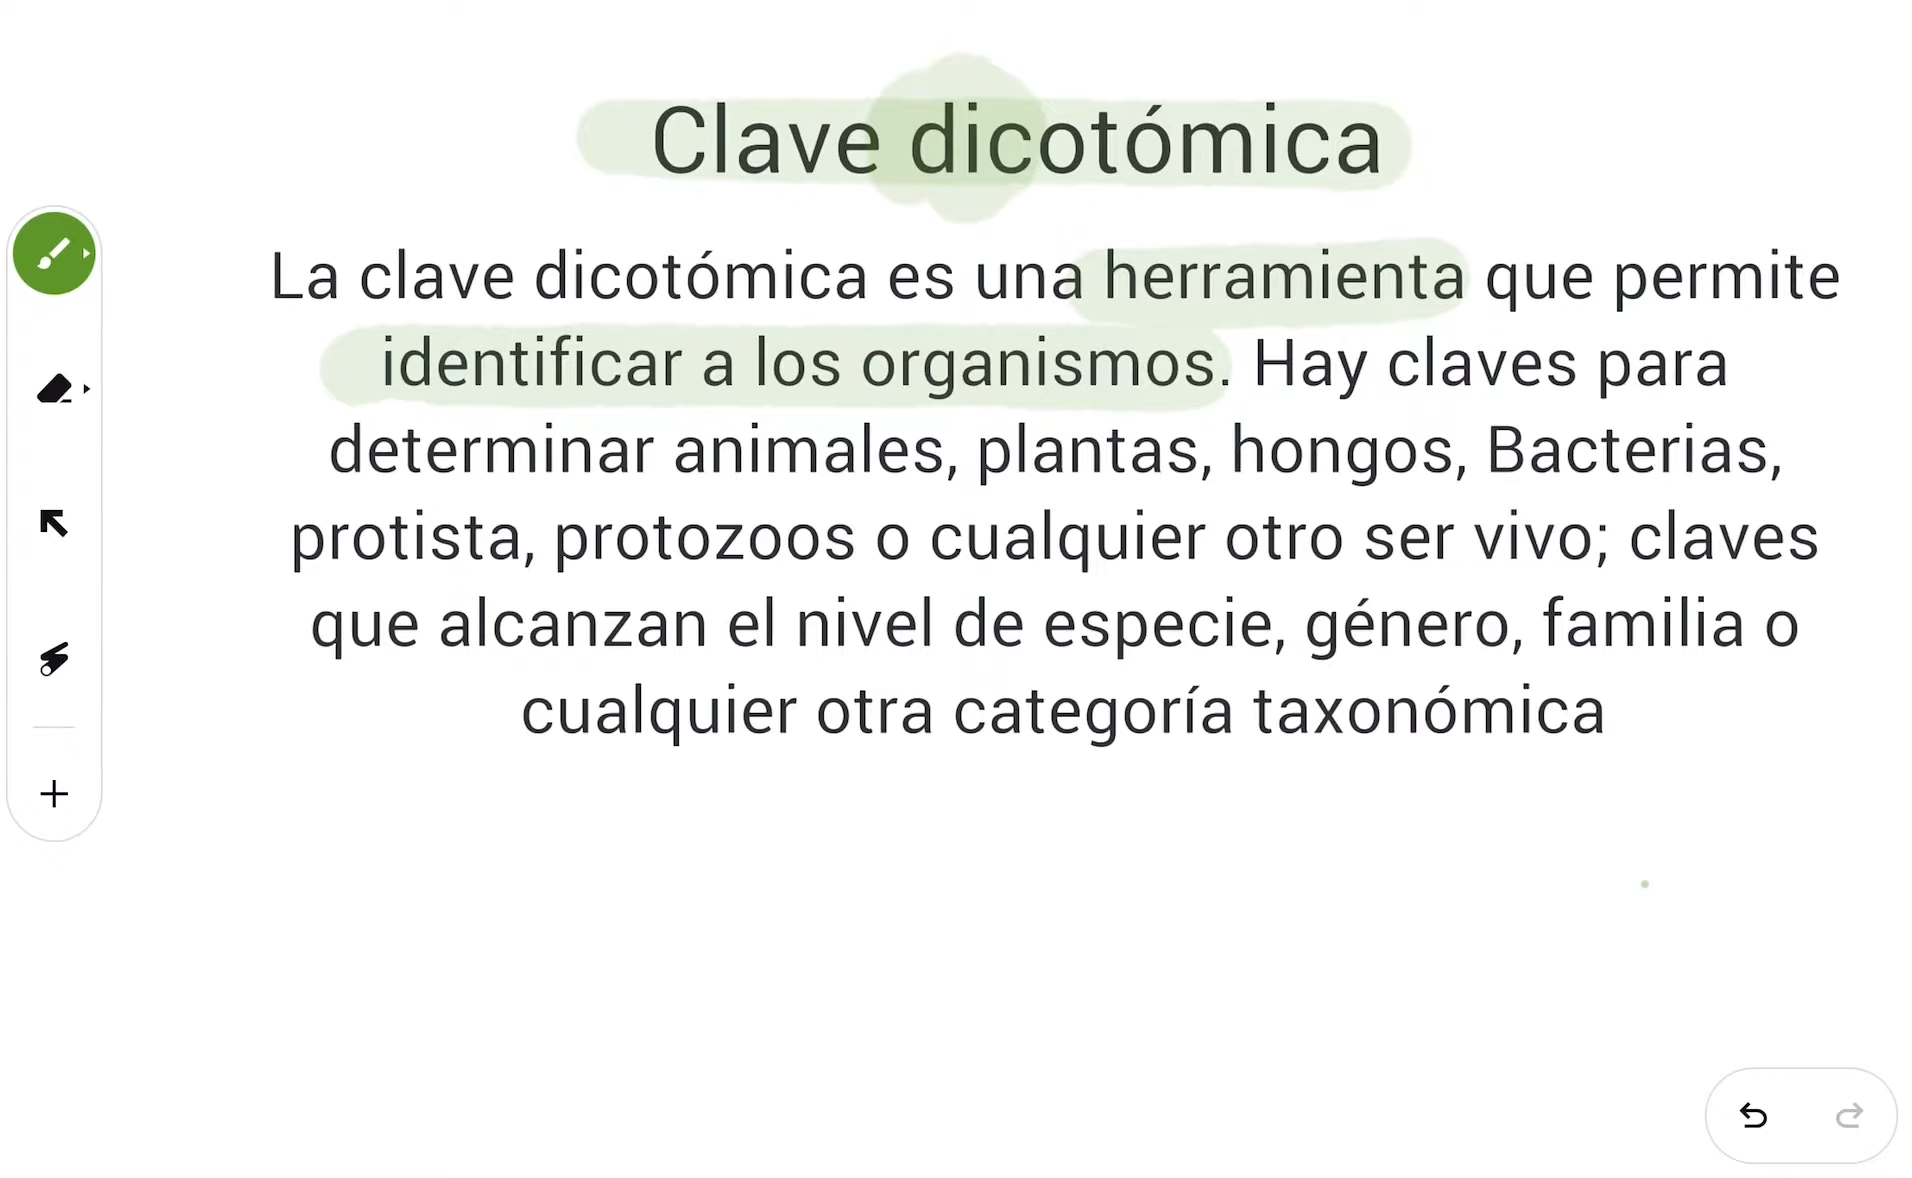 Clave dicotómica
La clave dicotómica es una herramienta que permite
identificar a los organismos. Hay claves para
determinar animales, plantas, hongos, Bacterias,
protista, protozoos o cualquier otro ser vivo; claves
que alcanzan el nivel de especie, género, familia o
cualquier otra categoría taxonómica